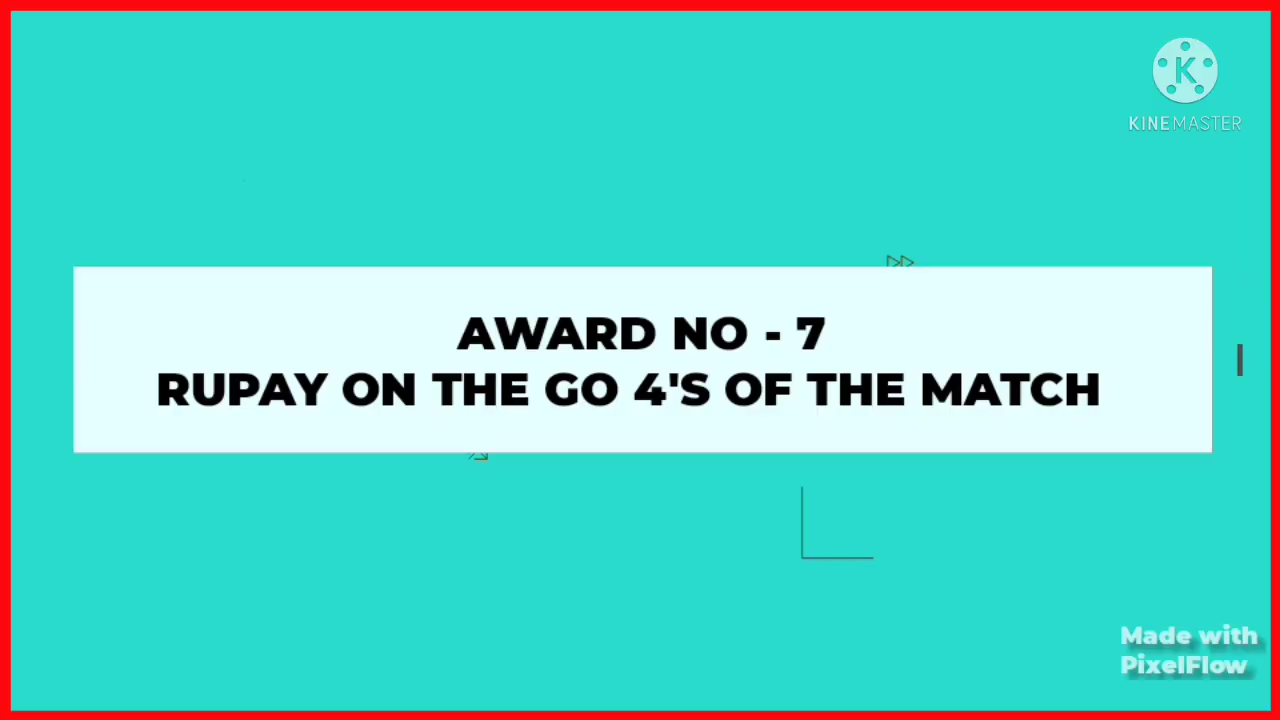 K
KINEMASTER
AWARD NO - 7
RUPAY ON THE GO 4'S OF THE MATCH
Made with
PixelFlow